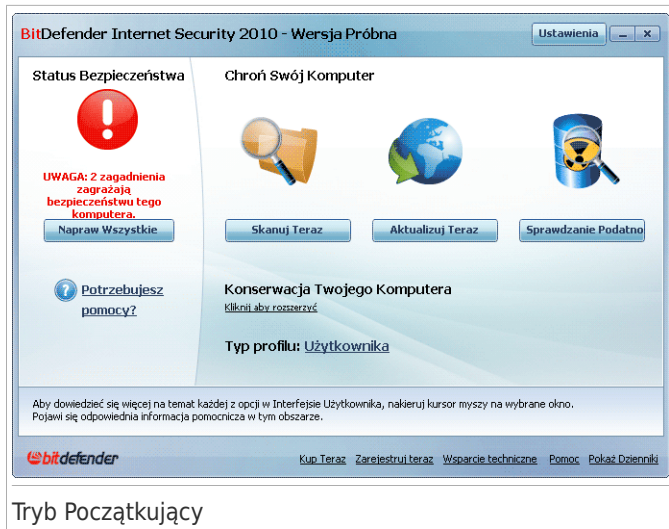 BitDefender Internet Security 2010 - Wersja Próbna
Ustawienia
Status Bezpieczeństwa
Chroń Swój Komputer
UWAGA: 2 zagadnienia
zagrażają
bezpieczeństwu tego
komputera.
Napraw Wszystkie
Skanuj Teraz
Aktualizuj Teraz
Sprawdzanie Podatno
Potrzebujesz
pomocy?
Konserwacja Twojego Komputera
Kliknij aby rozszerzyć
Typ profilu: Użytkownika
Aby dowiedzieć się więcej na temat każdej z opcji w Interfejsie Użytkownika, nakieruj kursor myszy na wybrane okno.
Pojawi się odpowiednia informacja pomocnicza w tym obszarze.
bitdefender
Kup Teraz Zarejestruj teraz Wsparcie techniczne Pomoc Pokaż Dzienniki
Tryb Początkujący